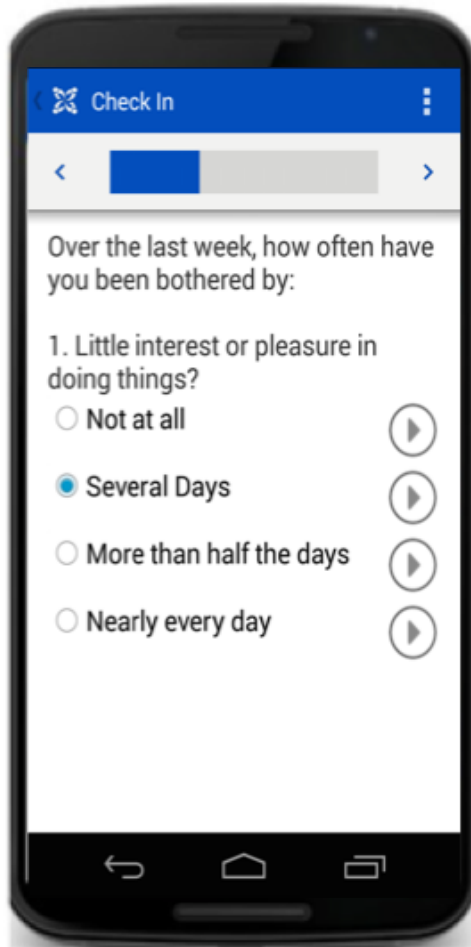 Check In
Over the last week, how often have
you been bothered by:
1. Little interest or pleasure in
doing things?
Not at all
Several Days
More than half the days
Nearly every day